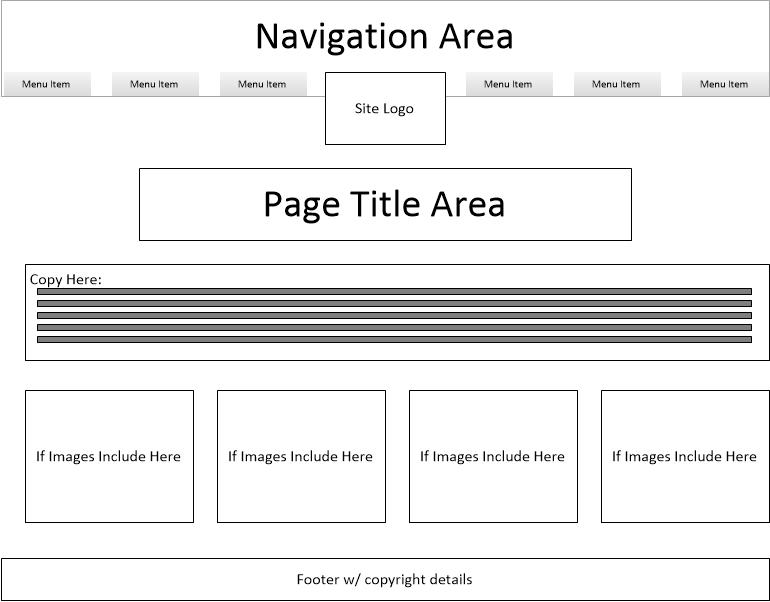 Navigation Area
Menu Item
Menu Item
Menu Item
Site Logo
Menu Item
Menu Item
Menu Item
Page Title Area
Copy Here:
If Images Include Here
If Images Include Here
If Images Include Here
If Images Include Here
Footer w/ copyright details